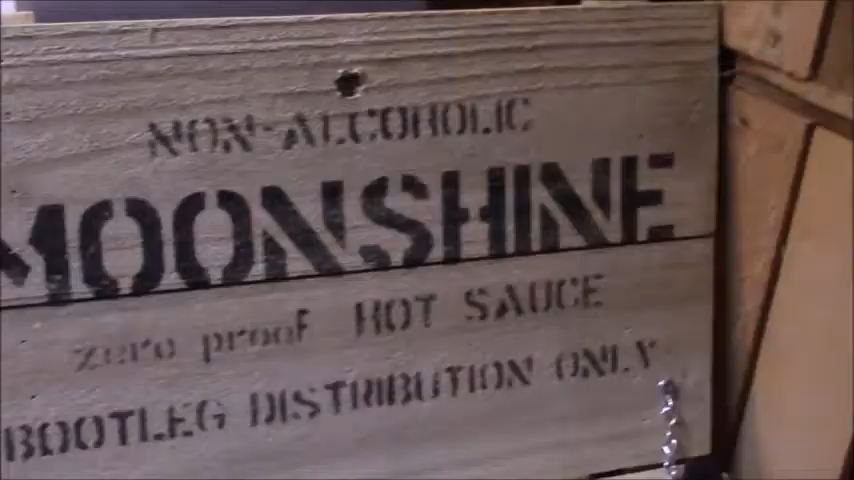 NON-ALCOHOLIC
MOONSHINE
zero proof HOT SAUCE
BOOTLEG DISTRIBUTION ONLY